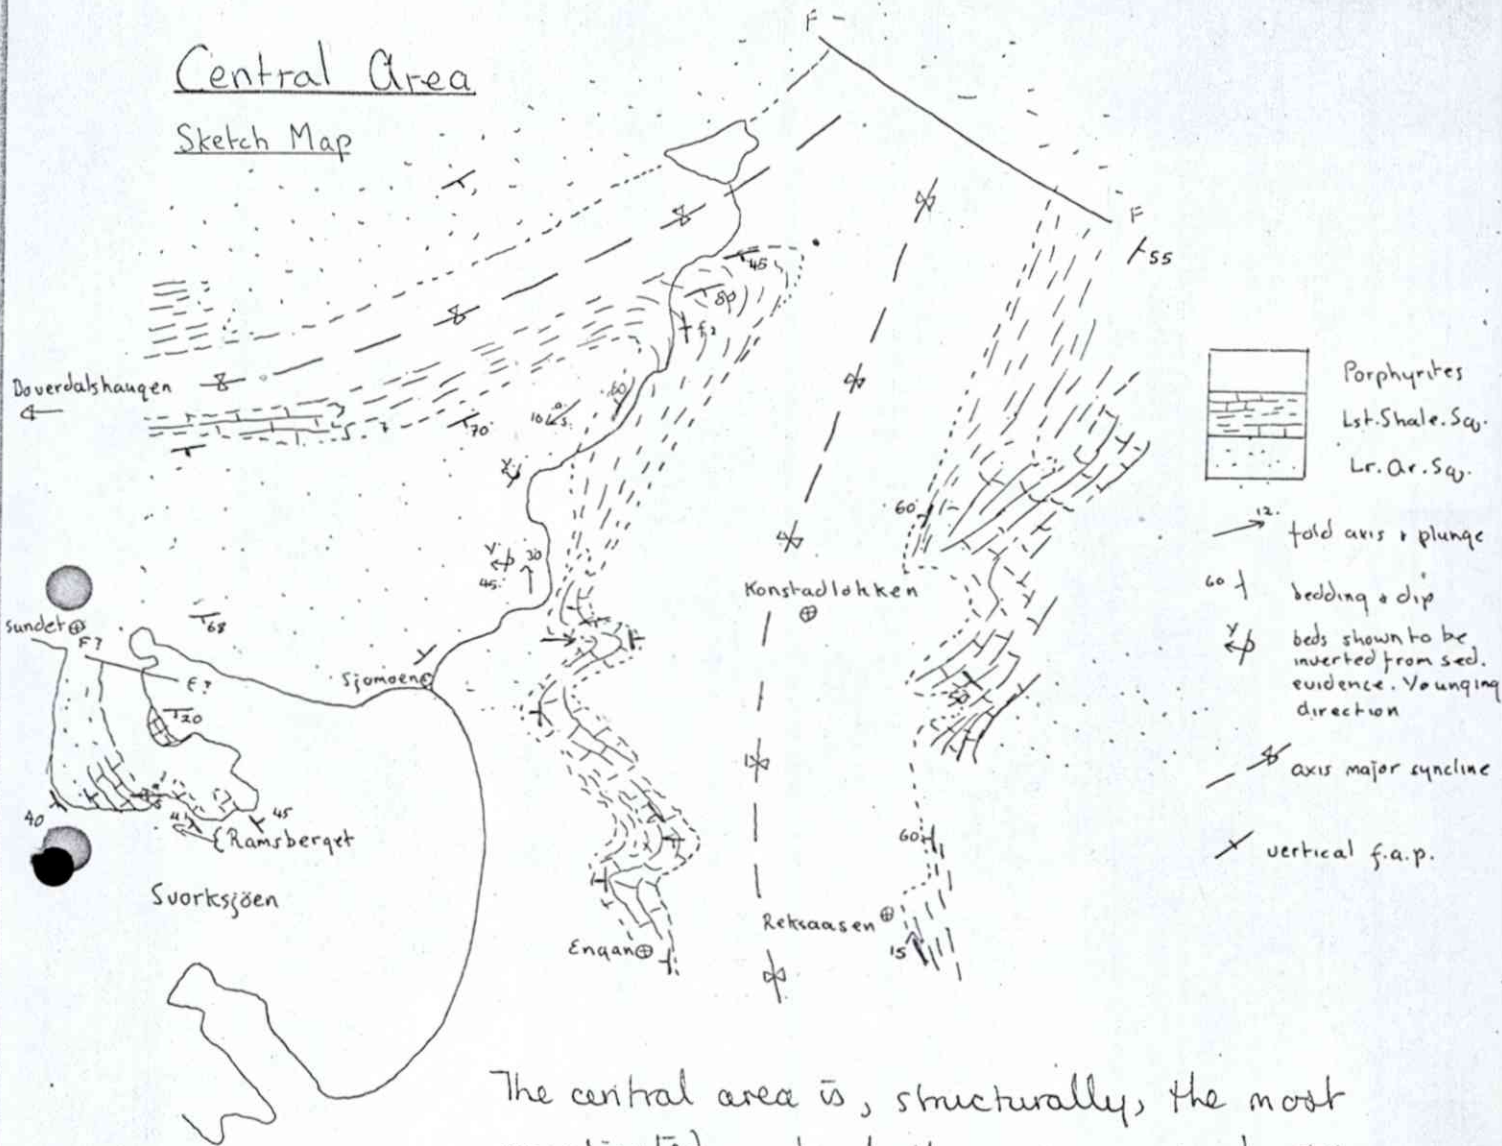 Central Area
Sketch Map
F
F
55
45
80
Doverdalshaugen
60
10
70
60
Porphyrites
Lst. Shale. Sq.
Lr. Ar. Sq.
12.
fold axis & plunge
60
bedding & dip
Y
beds shown to be
inverted from sed.
evidence. Younging
direction
axis major syncline
vertical f.a.p.
Y
Y
45
30
Konstadløkken
Sundet
F?
68
F?
Sjomoene
Y
20
50
40
45
Ramsberget
60
Svorksjöen
Reksaasen
15
Engan
The central area is, structurally, the most